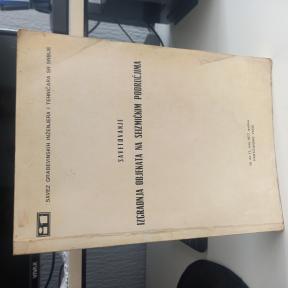 SAVEZ GRAĐEVINSKIH INŽENJERA I TEHNIČARA SR SRBIJE
SAVETOVANJE
IZGRADNJA OBJEKATA NA SEIZMIČKIM PODRUČJIMA